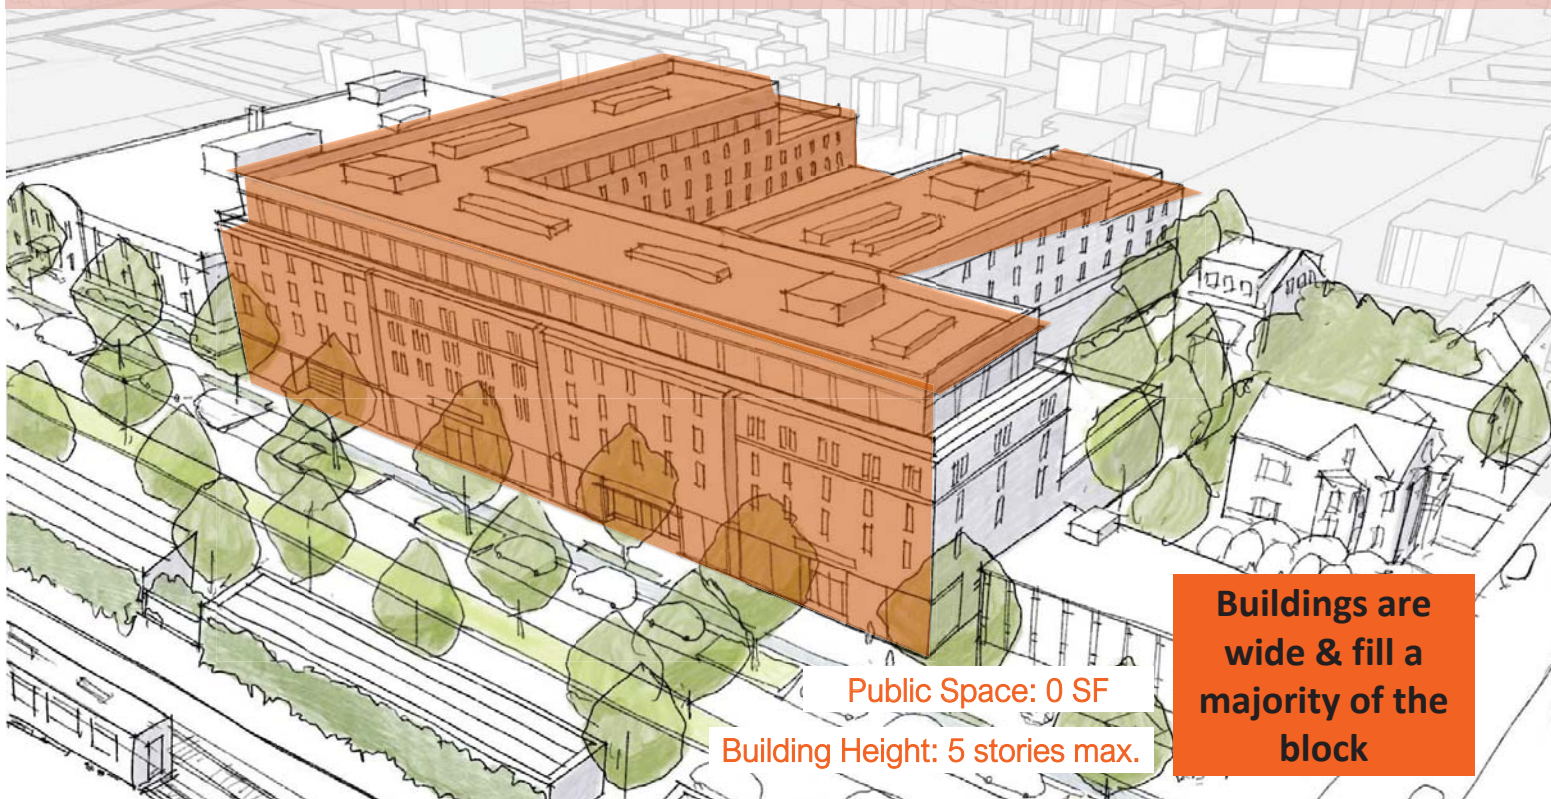 Public Space: 0 SF
Building Height: 5 stories max.
Buildings are
wide & fill a
majority of the
block